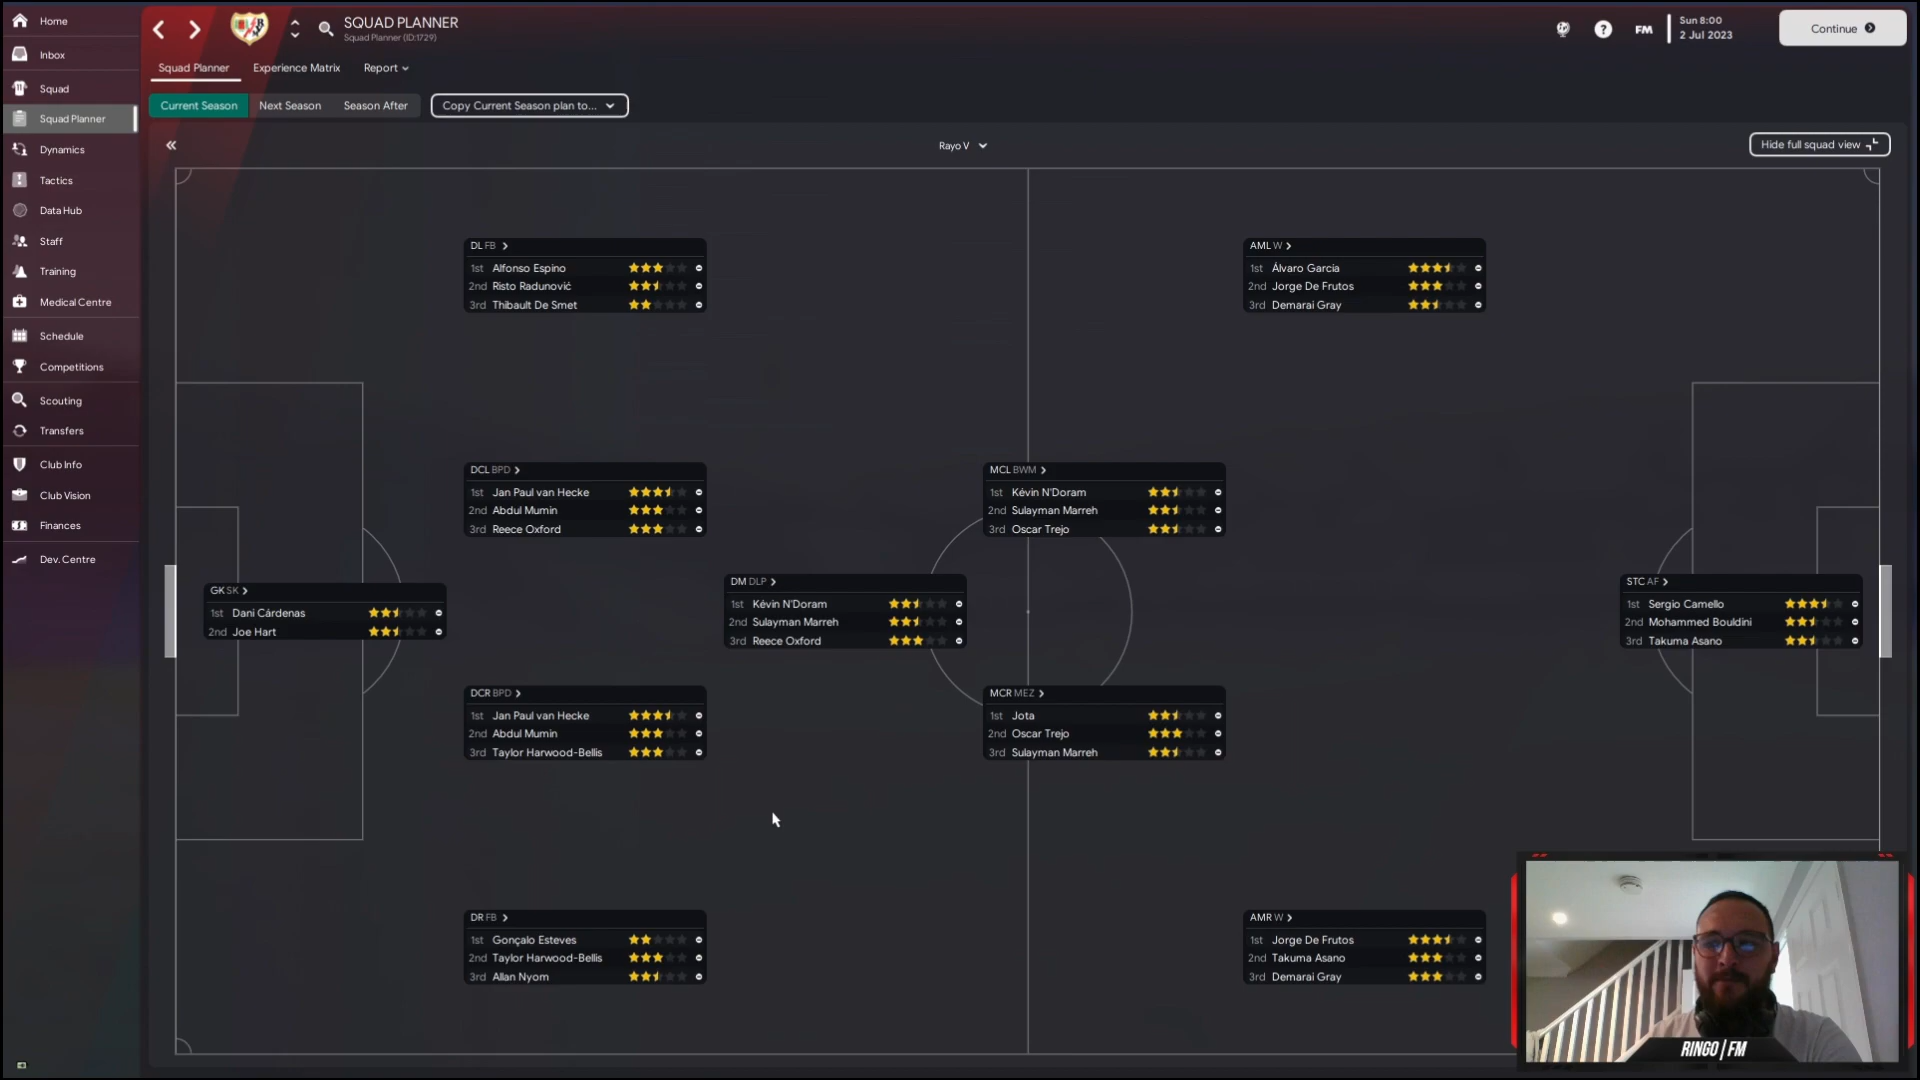 Home
Inbox
Squad
Squad Planner
Dynamics
Tactics
Data Hub
Staff
Training
Medical Centre
Schedule
Competitions
Scouting
Transfers
Club Info
Club Vision
Finances
Dev. Centre
SQUAD PLANNER
Squad Planner (ID:1729)
FM
Sun 8:00
2 Jul 2023
Continue
Squad Planner Experience Matrix Report
Current Season Next Season Season After Copy Current Season plan to...
Rayo V
Hide full squad view
DL FB
1st Alfonso Espino
2nd Risto Radunović
3rd Thibault De Smet
AML W
1st Álvaro García
2nd Jorge De Frutos
3rd Demarai Gray
DCL BPD
1st Jan Paul van Hecke
2nd Abdul Mumin
3rd Reece Oxford
MCL BWM
1st Kévin N'Doram
2nd Sulayman Marreh
3rd Oscar Trejo
GK SK
1st Dani Cárdenas
2nd Joe Hart
DM DLP
1st Kévin N'Doram
2nd Sulayman Marreh
3rd Reece Oxford
STC AF
1st Sergio Camello
2nd Mohammed Bouldini
3rd Takuma Asano
DCR BPD
1st Jan Paul van Hecke
2nd Abdul Mumin
3rd Taylor Harwood-Bellis
MCR MEZ
1st Jota
2nd Oscar Trejo
3rd Sulayman Marreh
DR FB
1st Gonçalo Esteves
2nd Taylor Harwood-Bellis
3rd Allan Nyom
AMR W
1st Jorge De Frutos
2nd Takuma Asano
3rd Demarai Gray
RINGO | FM